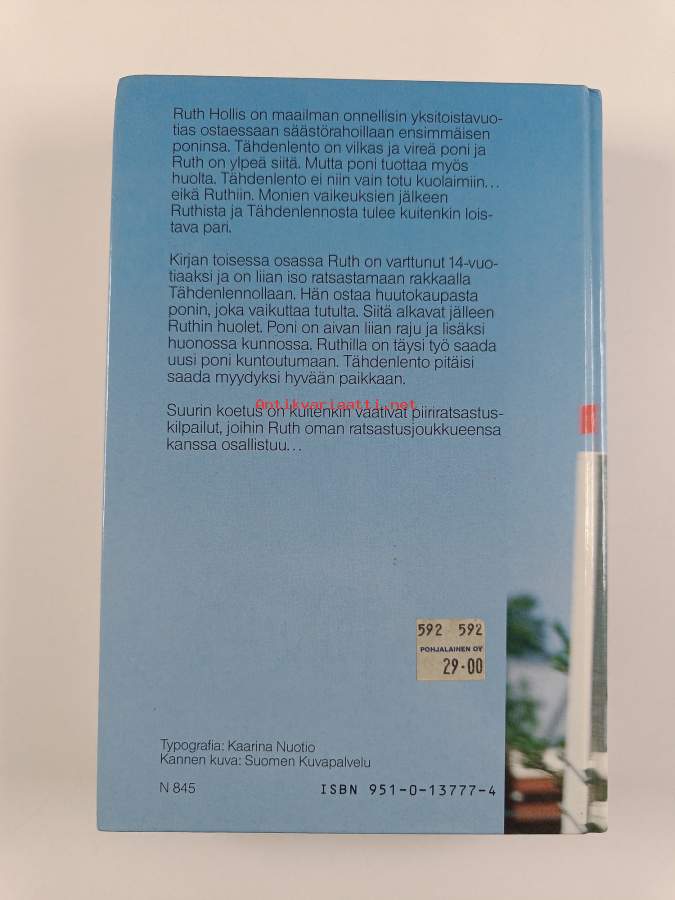 Ruth Hollis on maailman onnellisin yksitoistavuo-
tias ostaessaan säästörahoillaan ensimmäisen
poninsa. Tähdenlento on vilkas ja vireä poni ja
Ruth on ylpeä siitä. Mutta poni tuottaa myös
huolta. Tähdenlento ei niin vain totu kuolaimiin...
eikä Ruthiin. Monien vaikeuksien jälkeen
Ruthista ja Tähdenlennosta tulee kuitenkin lois-
tava pari.
Kirjan toisessa osassa Ruth on varttunut 14-vuo-
tiaaksi ja on liian iso ratsastamaan rakkaalla
Tähdenlennollaan. Hän ostaa huutokaupasta
ponin, joka vaikuttaa tutulta. Siitä alkavat jälleen
Ruthin huolet. Poni on aivan liian raju ja lisäksi
huonossa kunnossa. Ruthilla on täysi työ saada
uusi poni kuntoutumaan. Tähdenlento pitäisi
saada myydyksi hyvään paikkaan.
Antikvariaatti.net
Suurin koetus on kuitenkin vaativat piiriratsastus-
kilpailut, joihin Ruth oman ratsastusjoukkueensa
kanssa osallistuu...
592 592
POHJALAINEN OY
29-00
Typografia: Kaarina Nuotio
Kannen kuva: Suomen Kuvapalvelu
N 845
ISBN 951-0-13777-4